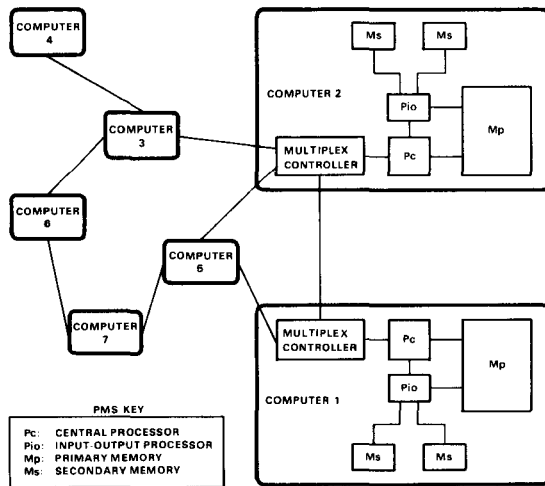 COMPUTER
4
COMPUTER
3
COMPUTER
6
COMPUTER
5
COMPUTER
7
COMPUTER 2
Ms
Ms
Pio
Mp
MULTIPLEX
CONTROLLER
Pc
MULTIPLEX
CONTROLLER
Pc
Mp
Pio
COMPUTER 1
Ms
Ms
PMS KEY
Pc: CENTRAL PROCESSOR
Pio: INPUT-OUTPUT PROCESSOR
Mp: PRIMARY MEMORY
Ms: SECONDARY MEMORY